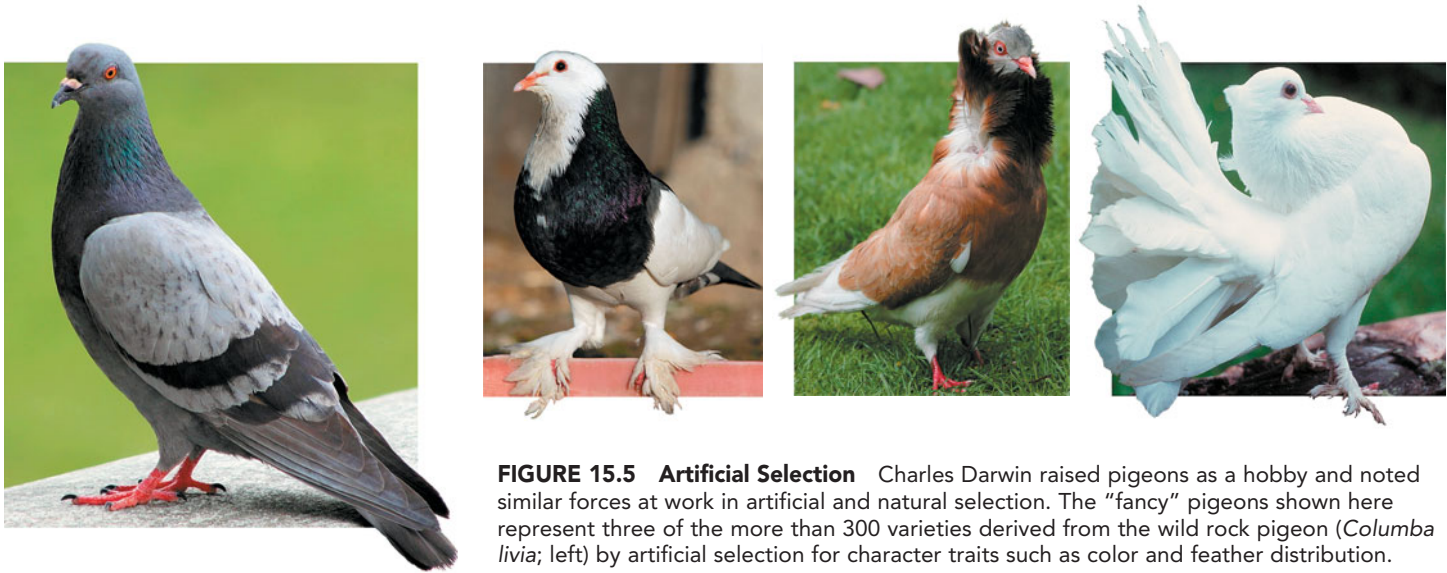 FIGURE 15.5 Artificial Selection Charles Darwin raised pigeons as a hobby and noted
similar forces at work in artificial and natural selection. The “fancy” pigeons shown here
represent three of the more than 300 varieties derived from the wild rock pigeon (Columba
livia; left) by artificial selection for character traits such as color and feather distribution.